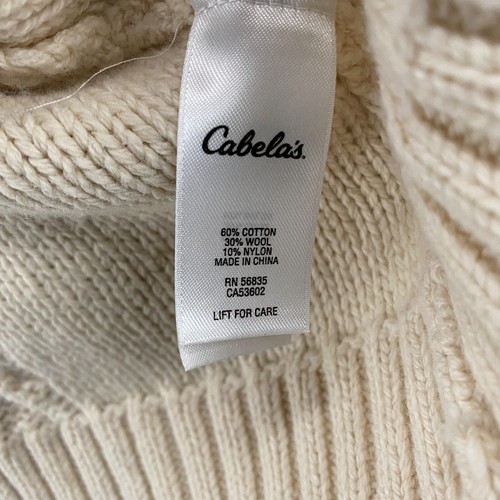 Cabela's.
60% COTTON
30% WOOL
10% NYLON
MADE IN CHINA
RN 56835
CA53602
LIFT FOR CARE